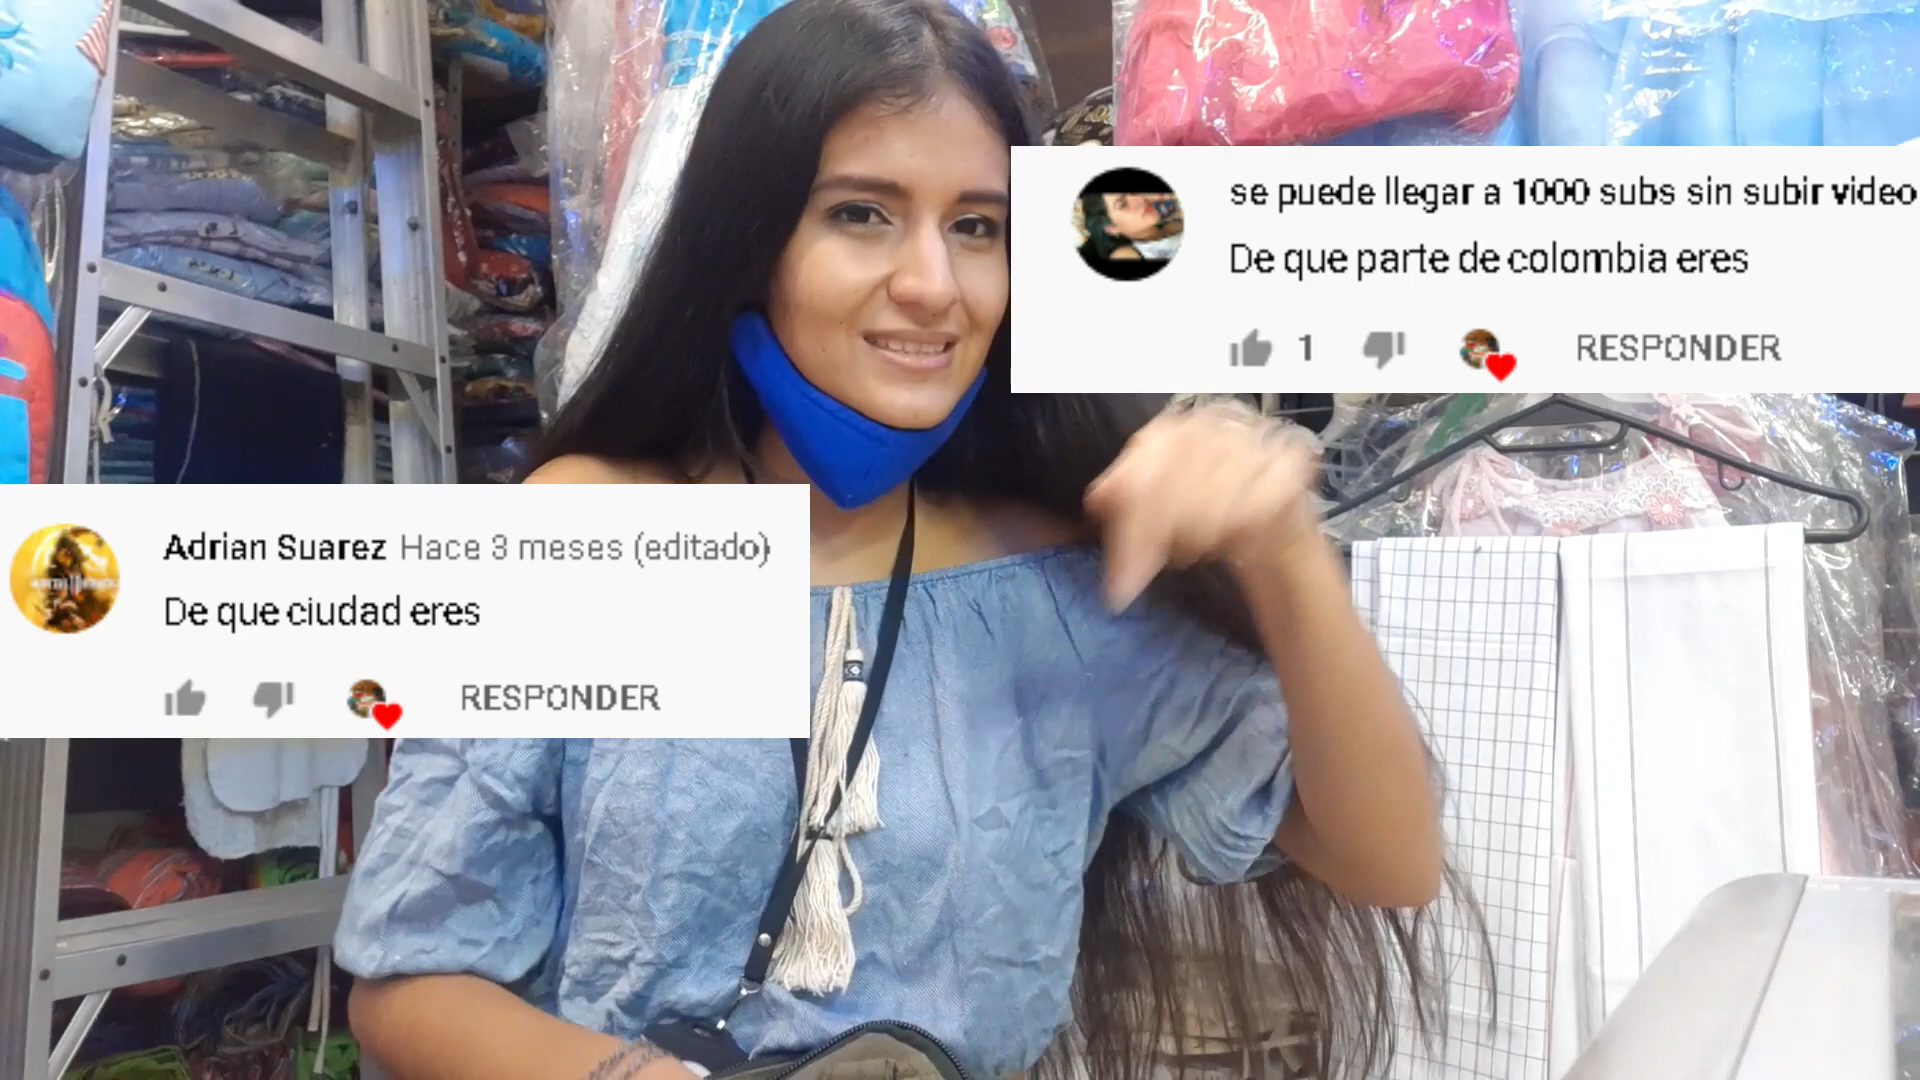 se puede llegar a 1000 subs sin subir video
De que parte de colombia eres
1 RESPONDER
Adrian Suarez Hace 3 meses (editado)
De que ciudad eres
RESPONDER